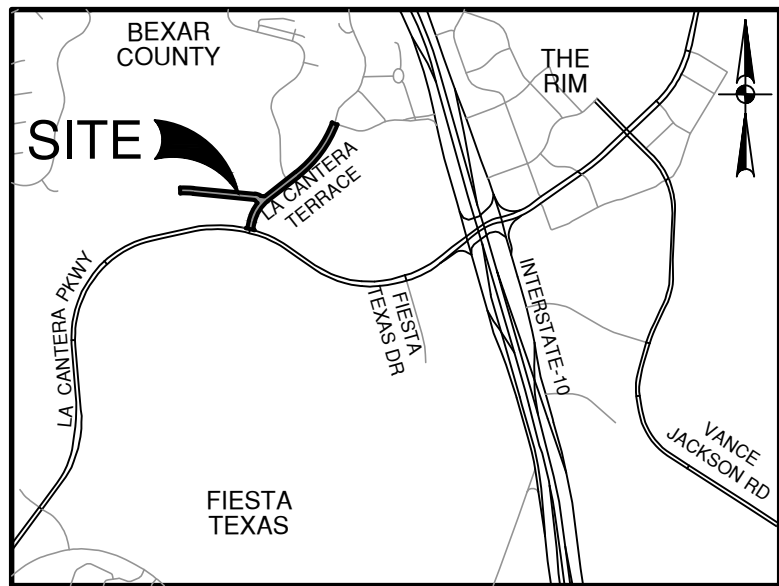 BEXAR
COUNTY
THE
RIM
SITE
LA CANTERA
TERRACE
LA CANTERA PKWY
FIESTA
TEXAS DR
INTERSTATE-10
VANCE
JACKSON RD
FIESTA
TEXAS